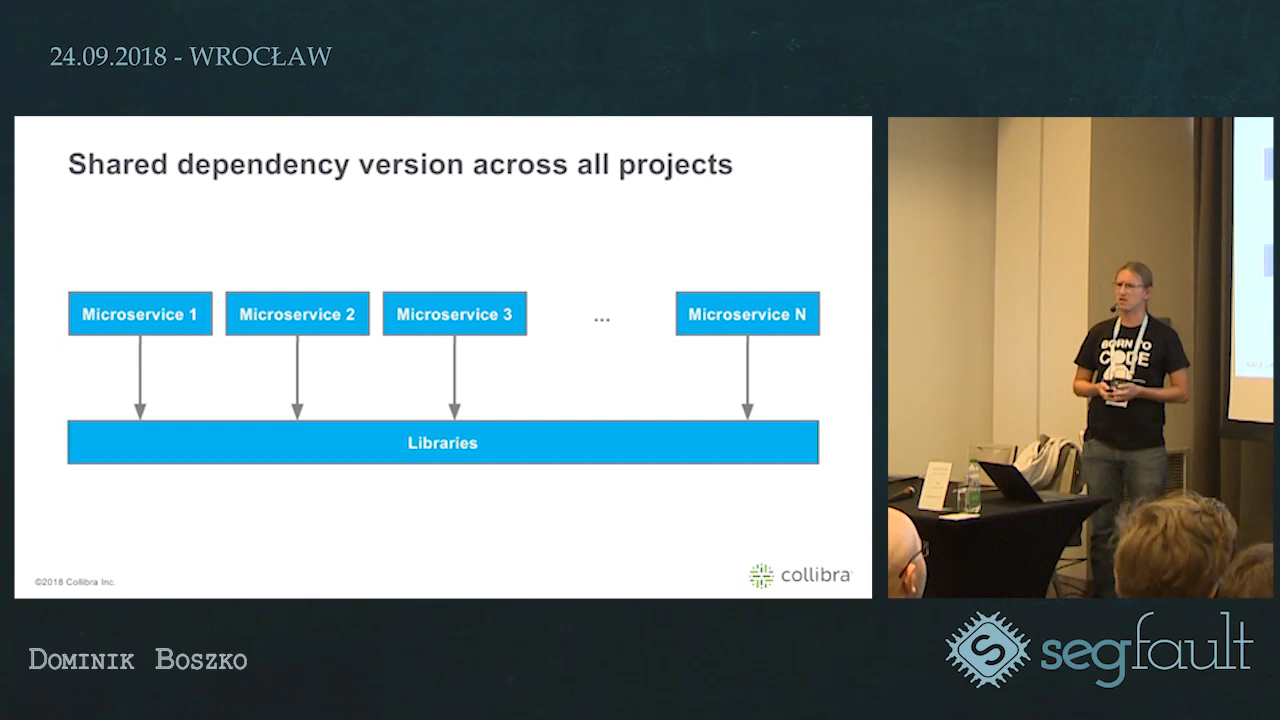 24.09.2018 - WROCŁAW
Shared dependency version across all projects
Microservice 1
Microservice 2
Microservice 3
...
Microservice N
Libraries
©2018 Collibra Inc.
collibra
BORN TO
CODE
Dominik Boszko
S
segfault